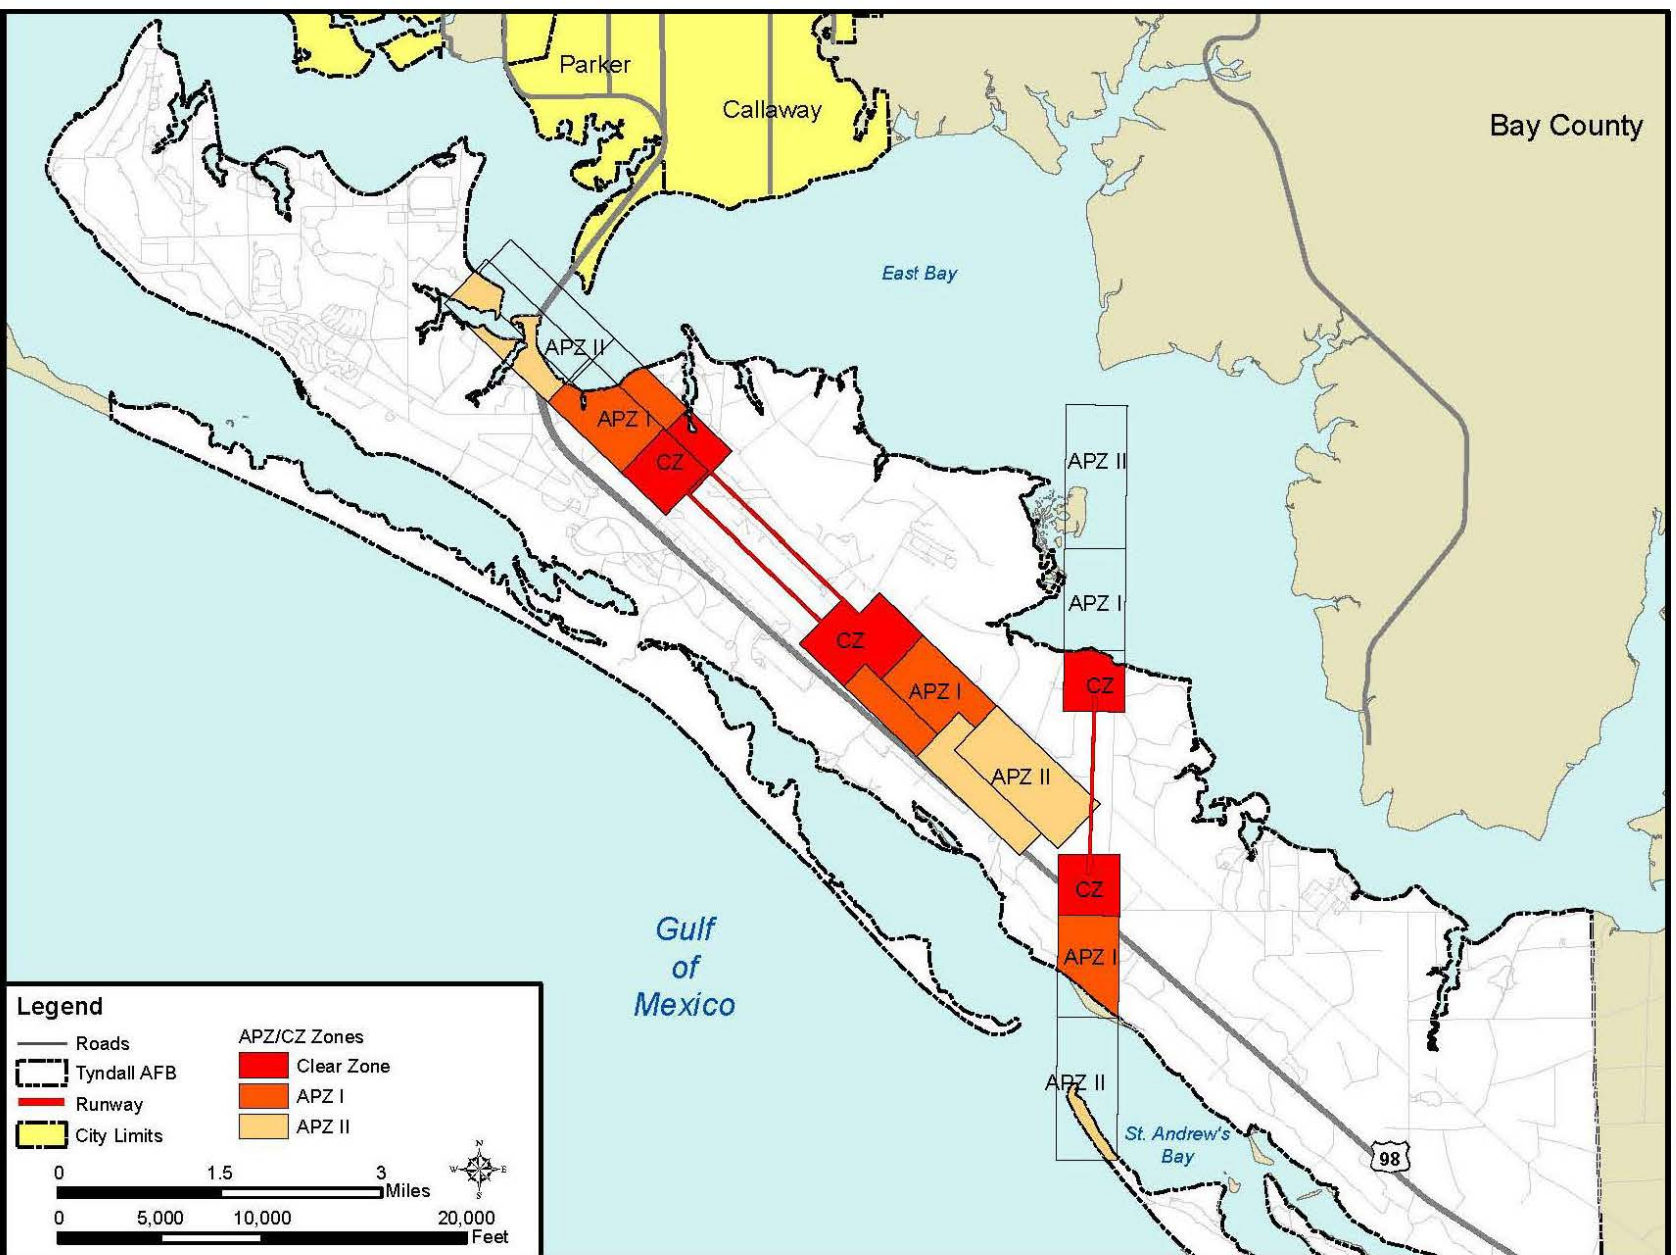 Parker
Callaway
Bay County
East Bay
APZ II
APZ I
CZ
APZ II
APZ I
CZ
CZ
APZ I
APZ II
CZ
APZ I
APZ II
Gulf
of
Mexico
St. Andrew's
Bay
98
Legend
Roads
Tyndall AFB
Runway
City Limits
APZ/CZ Zones
Clear Zone
APZ I
APZ II
N
W E
S
0 1.5 3
Miles
0 5,000 10,000 20,000
Feet